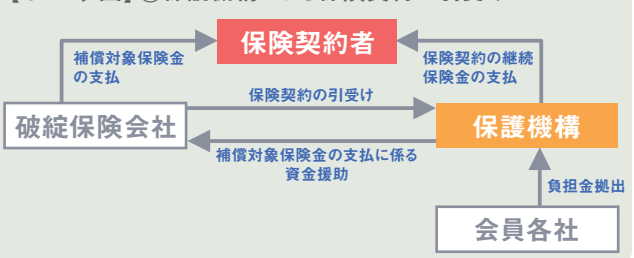 保険契約者
補償対象保険金
の支払
保険契約の継続
保険金の支払
保険契約の引受け
破綻保険会社
保護機構
補償対象保険金の支払に係る
資金援助
負担金拠出
会員各社